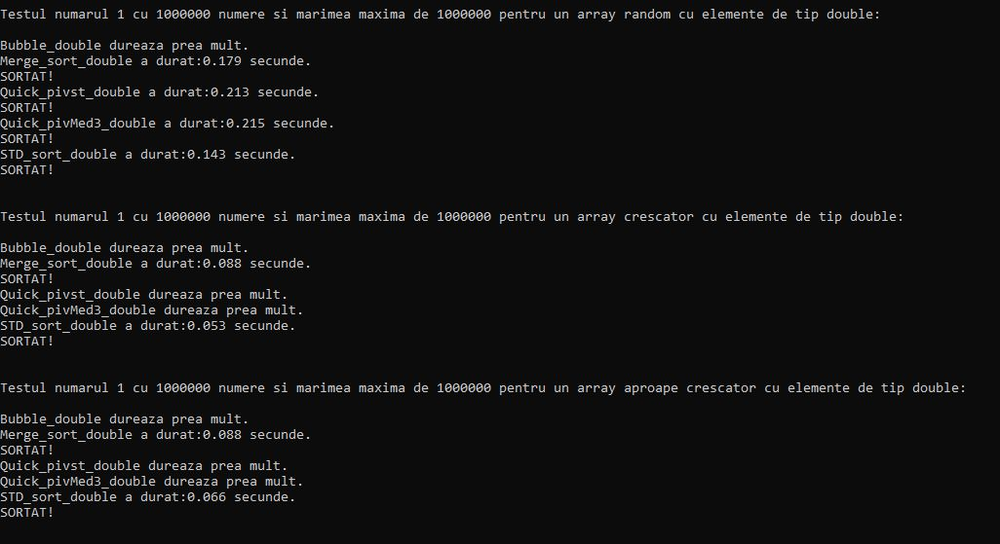 Testul numarul 1 cu 1000000 numere si marimea maxima de 1000000 pentru un array random cu elemente de tip double:
Bubble_double dureaza prea mult.
Merge_sort_double a durat:0.179 secunde.
SORTAT!
Quick_pivst_double a durat:0.213 secunde.
SORTAT!
Quick_pivMed3_double a durat:0.215 secunde.
SORTAT!
STD_sort_double a durat:0.143 secunde.
SORTAT!
Testul numarul 1 cu 1000000 numere si marimea maxima de 1000000 pentru un array crescator cu elemente de tip double:
Bubble_double dureaza prea mult.
Merge_sort_double a durat:0.088 secunde.
SORTAT!
Quick_pivst_double dureaza prea mult.
Quick_pivMed3_double dureaza prea mult.
STD_sort_double a durat:0.053 secunde.
SORTAT!
Testul numarul 1 cu 1000000 numere si marimea maxima de 1000000 pentru un array aproape crescator cu elemente de tip double:
Bubble_double dureaza prea mult.
Merge_sort_double a durat:0.088 secunde.
SORTAT!
Quick_pivst_double dureaza prea mult.
Quick_pivMed3_double dureaza prea mult.
STD_sort_double a durat:0.066 secunde.
SORTAT!